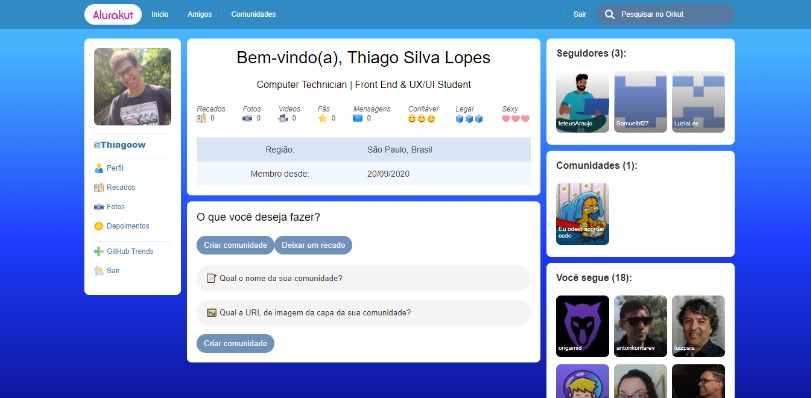 Alurakut
Inicio
Amigos
Comunidades
Sair
Pesquisar no Orkut
@Thiagoow
Perfil
Recados
Fotos
Depoimentos
GitHub Trends
Sair
Bem-vindo(a), Thiago Silva Lopes
Computer Technician | Front End & UX/UI Student
Recados
0
Fotos
0
Videos
0
Fãs
0
Mensagens
0
Confiável
Legal
Sexy
Região:
São Paulo, Brasil
Membro desde:
20/09/2020
O que você deseja fazer?
Criar comunidade
Deixar um recado
Qual o nome da sua comunidade?
Qual a URL de imagem da capa da sua comunidade?
Criar comunidade
Seguidores (3):
feteusAraujo
Samuelbf27
LuziaLee
Comunidades (1):
Eu odeio acordar
cedo
Você segue (18):
origamid
antonkomarev
luizpais